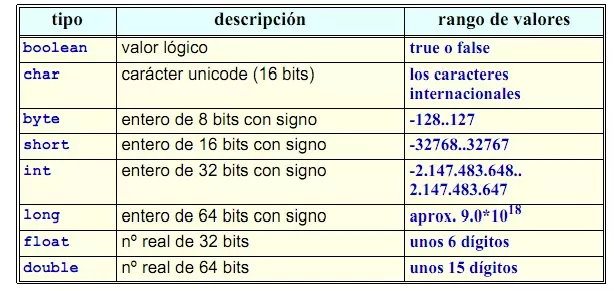 tipo descripción rango de valores
boolean valor lógico true o false
char carácter unicode (16 bits) los caracteres
internacionales
byte entero de 8 bits con signo -128..127
short entero de 16 bits con signo -32768..32767
int entero de 32 bits con signo -2.147.483.648..
2.147.483.647
long entero de 64 bits con signo aprox. 9.0*10^18
float nº real de 32 bits unos 6 dígitos
double nº real de 64 bits unos 15 dígitos